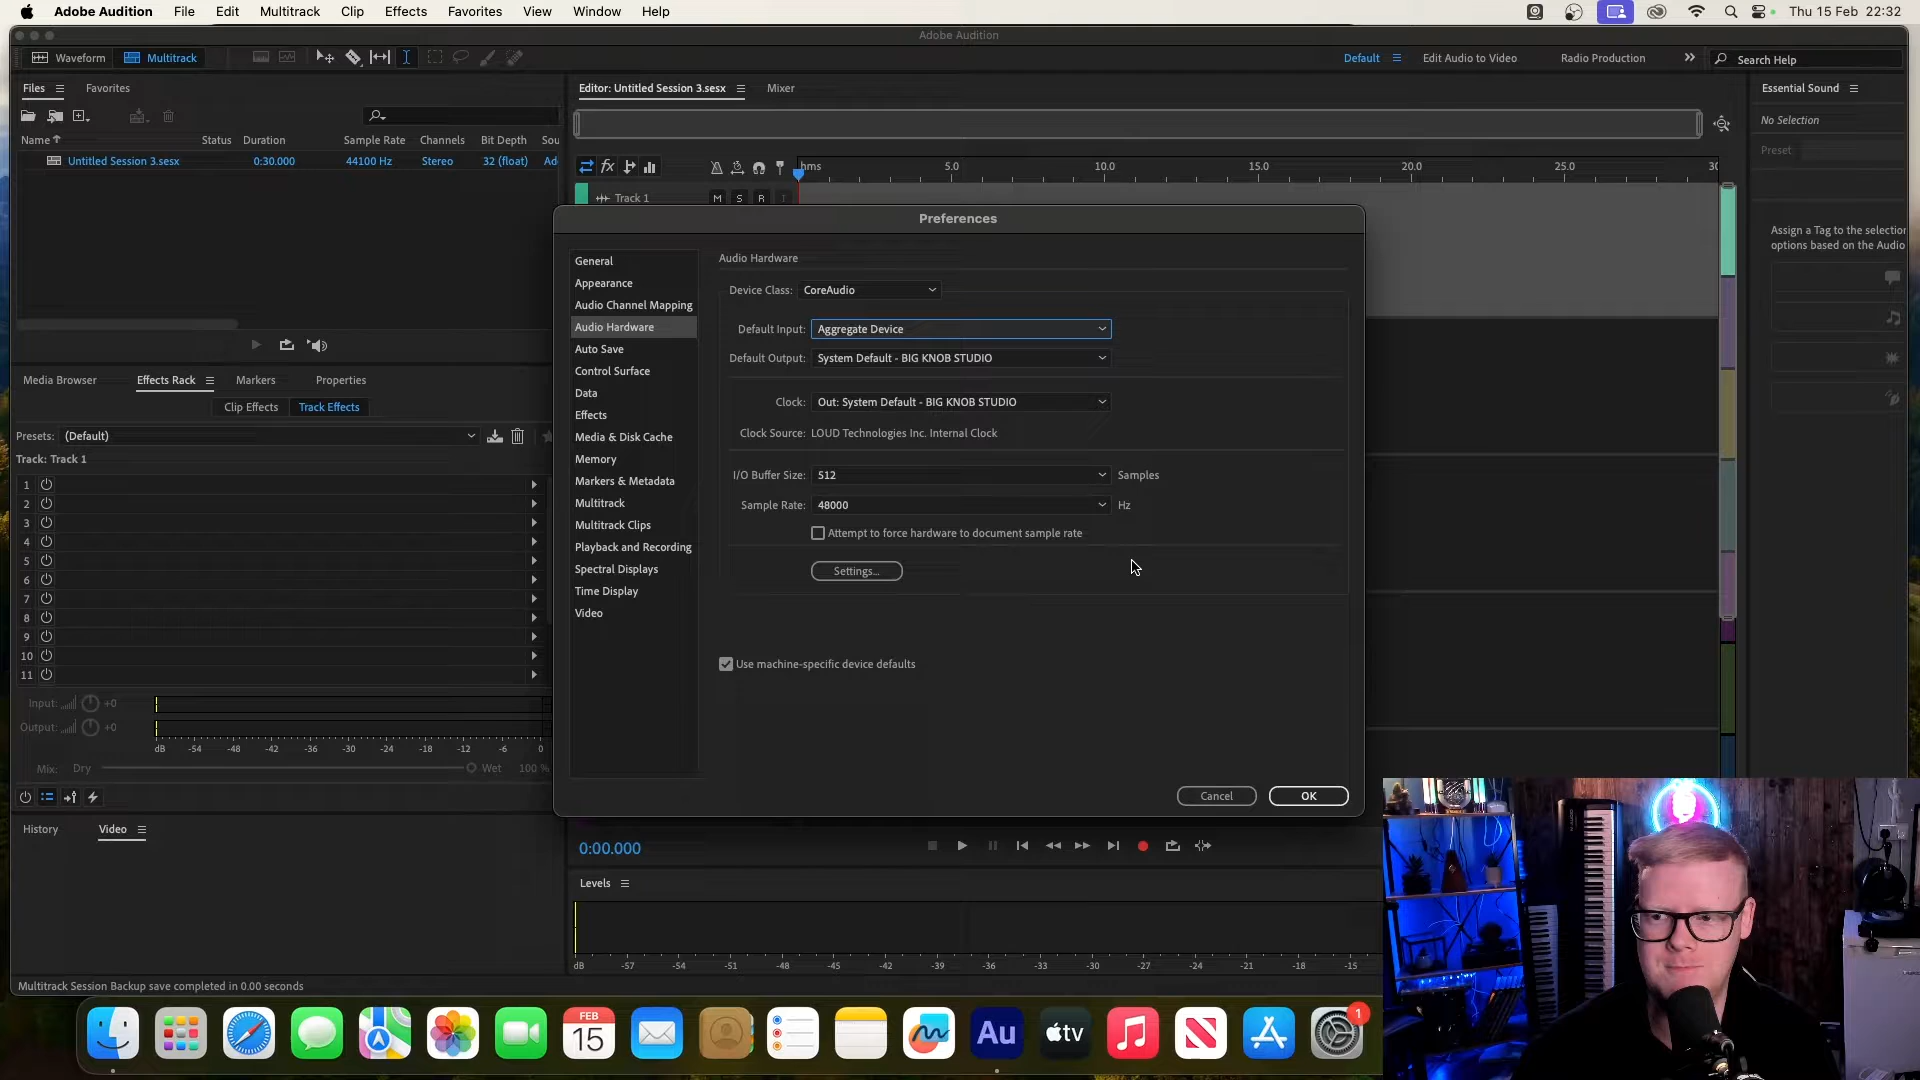 Adobe Audition File Edit Multitrack Clip Effects Favorites View Window Help Thu 15 Feb 22:32
Adobe Audition
Waveform Multitrack Default Edit Audio to Video Radio Production Search Help
Files Favorites
Editor: Untitled Session 3.sesx Mixer
Essential Sound
No Selection
Preset
Name Status Duration Sample Rate Channels Bit Depth Sou
Untitled Session 3.sesx 0:30.000 44100 Hz Stereo 32 (float) Ad
hms 5.0 10.0 15.0 20.0 25.0 30
Track 1 M S R I
Assign a Tag to the selection
options based on the Audio
Preferences
General
Appearance
Audio Channel Mapping
Audio Hardware
Auto Save
Control Surface
Data
Effects
Media & Disk Cache
Memory
Markers & Metadata
Multitrack
Multitrack Clips
Playback and Recording
Spectral Displays
Time Display
Video
Audio Hardware
Device Class: CoreAudio
Default Input: Aggregate Device
Default Output: System Default - BIG KNOB STUDIO
Clock: Out: System Default - BIG KNOB STUDIO
Clock Source: LOUD Technologies Inc. Internal Clock
I/O Buffer Size: 512 Samples
Sample Rate: 48000 Hz
Attempt to force hardware to document sample rate
Settings...
Use machine-specific device defaults
Cancel OK
Media Browser Effects Rack Markers Properties
Clip Effects Track Effects
Presets: (Default)
Track: Track 1
1
2
3
4
5
6
7
8
9
10
11
Input: +0
Output: +0
dB -54 -48 -42 -36 -30 -24 -18 -12 -6 0
Mix: Dry Wet 100 %
History Video
0:00.000
Levels
dB -57 -54 -51 -48 -45 -42 -39 -36 -33 -30 -27 -24 -21 -18 -15
Multitrack Session Backup save completed in 0.00 seconds
FEB
15
Au
tv
1